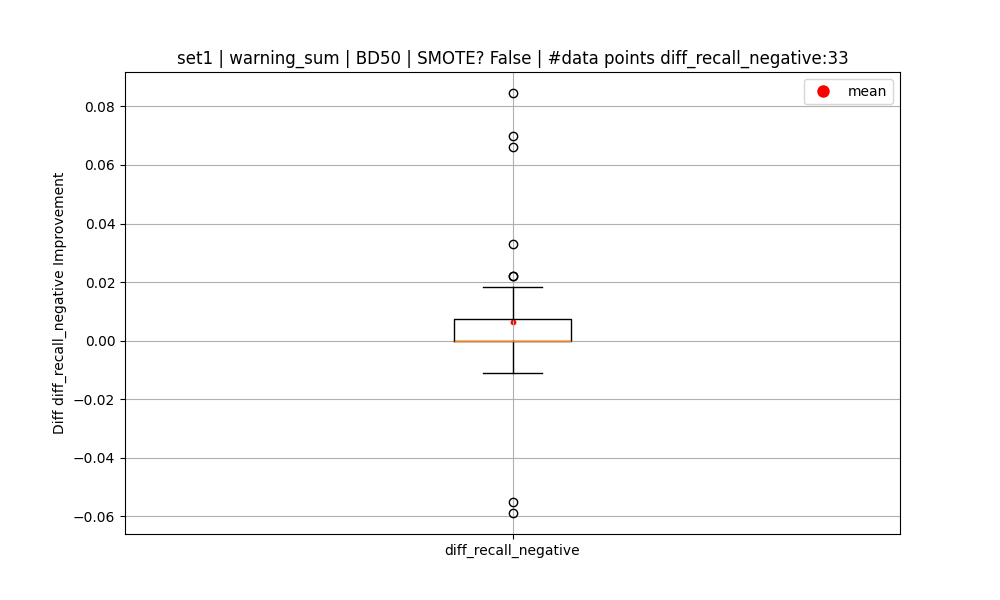 set1 | warning_sum | BD50 | SMOTE? False | #data points diff_recall_negative:33
mean
0.08
0.06
0.04
0.02
0.00
−0.02
−0.04
−0.06
Diff diff_recall_negative Improvement
diff_recall_negative